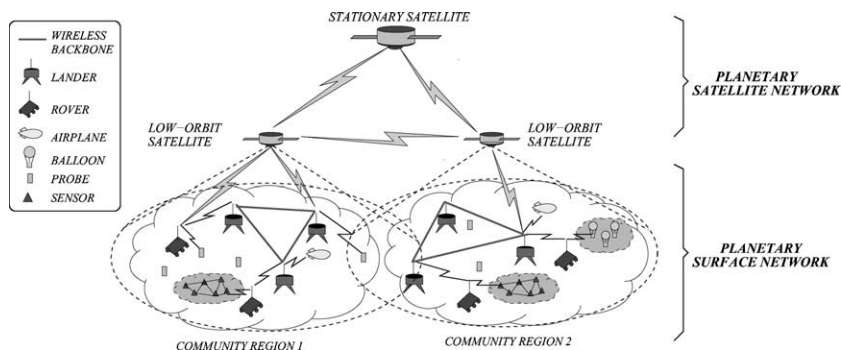 STATIONARY SATELLITE
WIRELESS
BACKBONE
LANDER
ROVER
AIRPLANE
BALLOON
PROBE
SENSOR
PLANETARY
SATELLITE NETWORK
LOW−ORBIT
SATELLITE
LOW−ORBIT
SATELLITE
PLANETARY
SURFACE NETWORK
COMMUNITY REGION 1
COMMUNITY REGION 2